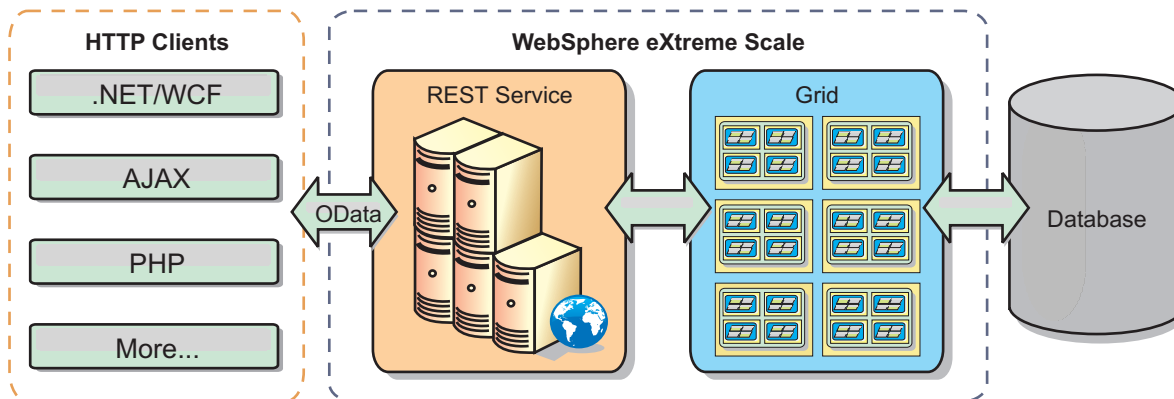 HTTP Clients
.NET/WCF
AJAX
PHP
More...
OData
WebSphere eXtreme Scale
REST Service
Grid
Database